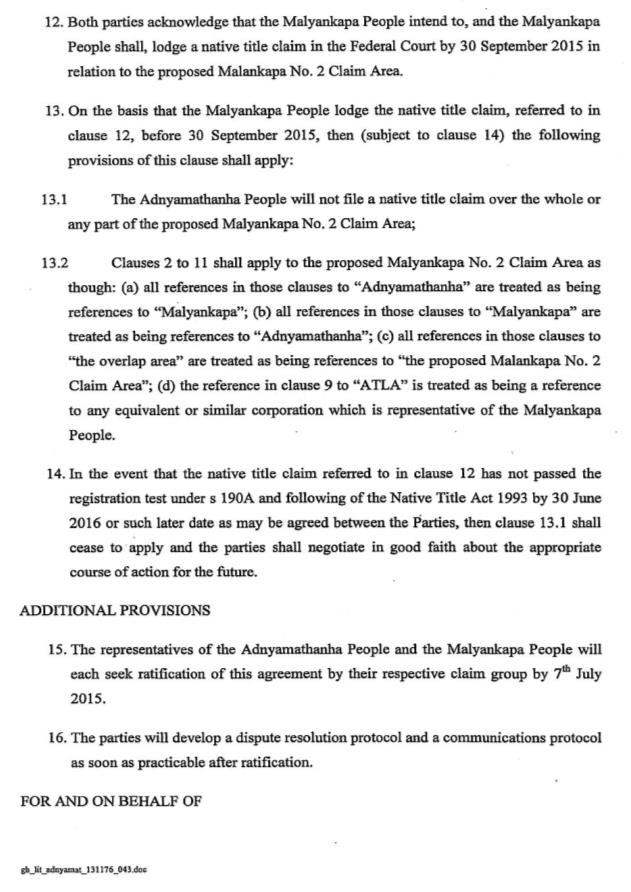 12. Both parties acknowledge that the Malyankapa People intend to, and the Malyankapa
People shall, lodge a native title claim in the Federal Court by 30 September 2015 in
relation to the proposed Malankapa No. 2 Claim Area.
13. On the basis that the Malyankapa People lodge the native title claim, referred to in
clause 12, before 30 September 2015, then (subject to clause 14) the following
provisions of this clause shall apply:
13.1 The Adnyamathanha People will not file a native title claim over the whole or
any part of the proposed Malyankapa No. 2 Claim Area;
13.2 Clauses 2 to 11 shall apply to the proposed Malyankapa No. 2 Claim Area as
though: (a) all references in those clauses to “Adnyamathanha” are treated as being
references to “Malyankapa”; (b) all references in those clauses to “Malyankapa” are
treated as being references to “Adnyamathanha”; (c) all references in those clauses to
“the overlap area” are treated as being references to “the proposed Malankapa No. 2
Claim Area”; (d) the reference in clause 9 to “ATLA” is treated as being a reference
to any equivalent or similar corporation which is representative of the Malyankapa
People.
14. In the event that the native title claim referred to in clause 12 has not passed the
registration test under s 190A and following of the Native Title Act 1993 by 30 June
2016 or such later date as may be agreed between the Parties, then clause 13.1 shall
cease to apply and the parties shall negotiate in good faith about the appropriate
course of action for the future.
ADDITIONAL PROVISIONS
15. The representatives of the Adnyamathanha People and the Malyankapa People will
each seek ratification of this agreement by their respective claim group by 7th July
2015.
16. The parties will develop a dispute resolution protocol and a communications protocol
as soon as practicable after ratification.
FOR AND ON BEHALF OF
gh_lit_adnyamat_131176_043.doc